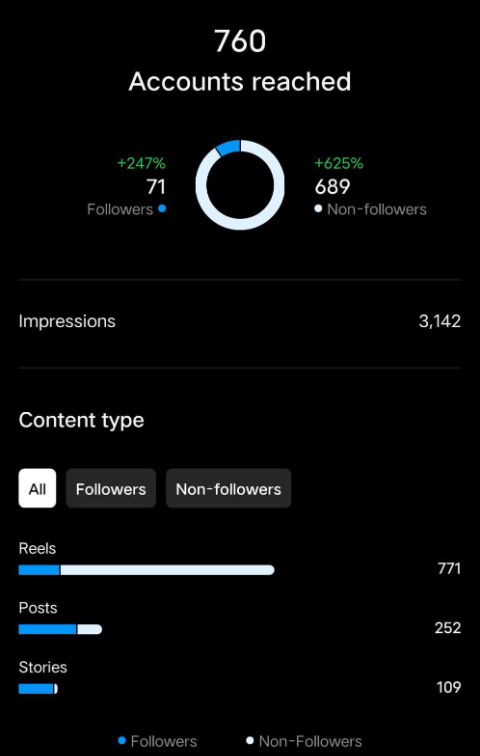 760
Accounts reached
+247%
+625%
71
689
Followers
Non-followers
Impressions 3,142
Content type
All Followers Non-followers
Reels
771
Posts
252
Stories
109
Followers Non-Followers